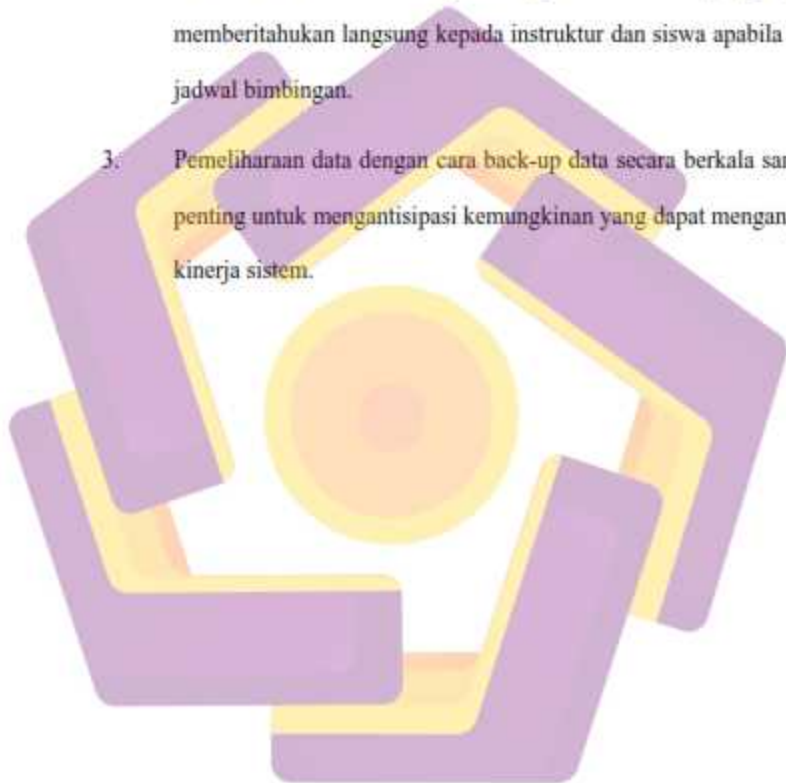 memberitahukan langsung kepada instruktur dan siswa apabila
jadwal bimbingan.
3. Pemeliharaan data dengan cara back-up data secara berkala
penting untuk mengantisipasi kemungkinan yang dapat
kinerja sistem.